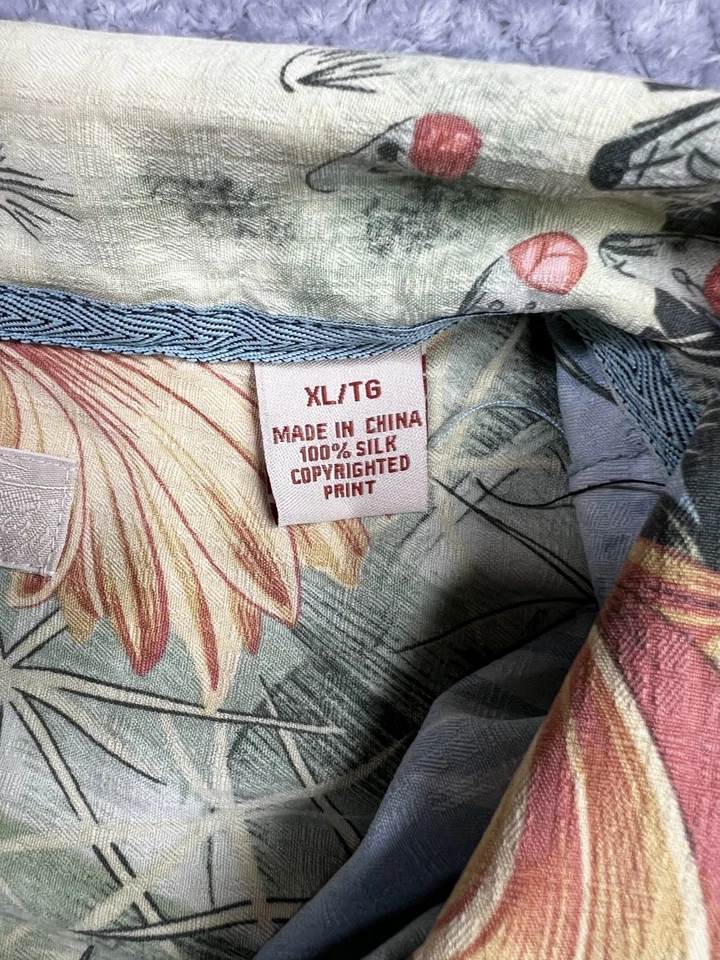 XL/TG
MADE IN CHINA
100% SILK
COPYRIGHTED
PRINT